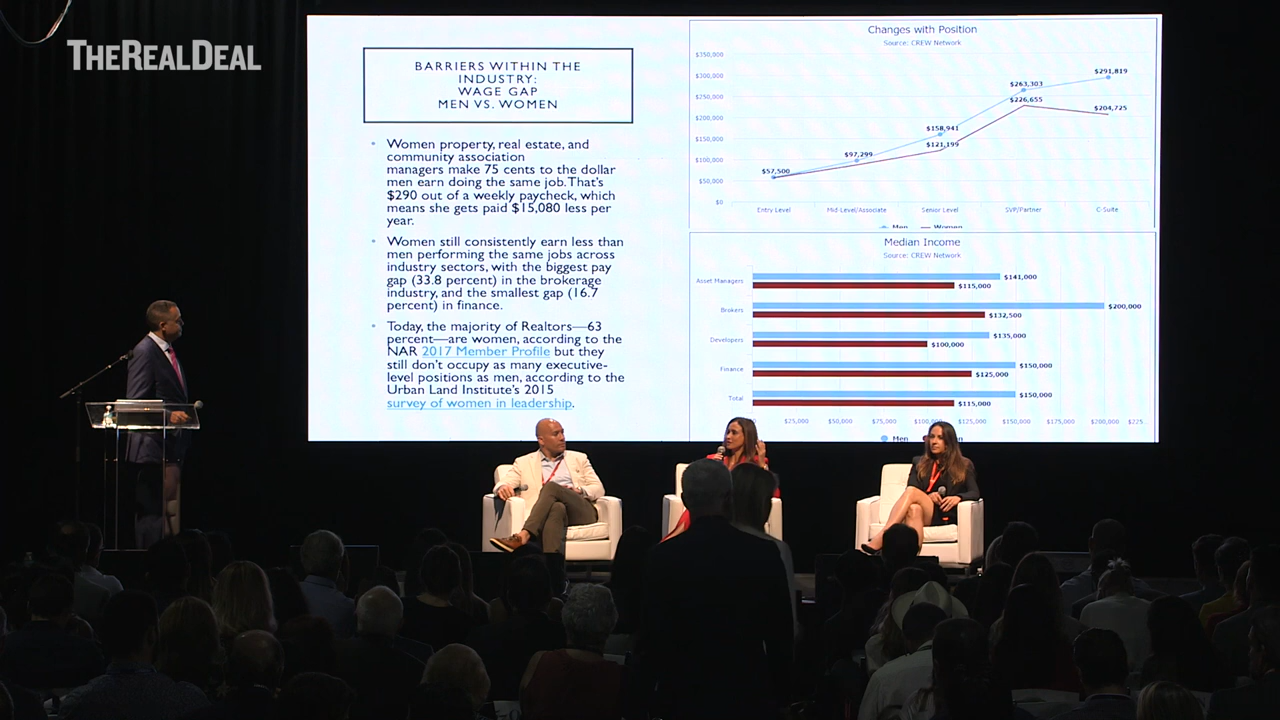 THEREALDEAL
BARRIERS WITHIN THE
INDUSTRY:
WAGE GAP
MEN VS. WOMEN
• Women property, real estate, and
community association
managers make 75 cents to the dollar
men earn doing the same job. That's
$290 out of a weekly paycheck, which
means she gets paid $15,080 less per
year.
• Women still consistently earn less than
men performing the same jobs across
industry sectors, with the biggest pay
gap (33.8 percent) in the brokerage
industry, and the smallest gap (16.7
percent) in finance.
• Today, the majority of Realtors—63
percent—are women, according to the
NAR 2017 Member Profile but they
still don't occupy as many executive-
level positions as men, according to the
Urban Land Institute's 2015
survey of women in leadership.
Changes with Position
Source: CREW Network
$350,000
$300,000
$250,000
$200,000
$150,000
$100,000
$50,000
$0
$57,500
$97,299
$158,941
$121,199
$263,303
$226,655
$291,819
$204,725
Entry Level Mid-Level/Associate Senior Level SVP/Partner C-Suite
Men Women
Median Income
Source: CREW Network
Asset Managers $141,000
$115,000
Brokers $200,000
$132,500
Developers $135,000
$100,000
Finance $150,000
$125,000
Total $150,000
$115,000
$25,000 $50,000 $75,000 $100,000 $125,000 $150,000 $175,000 $200,000 $225...
Men